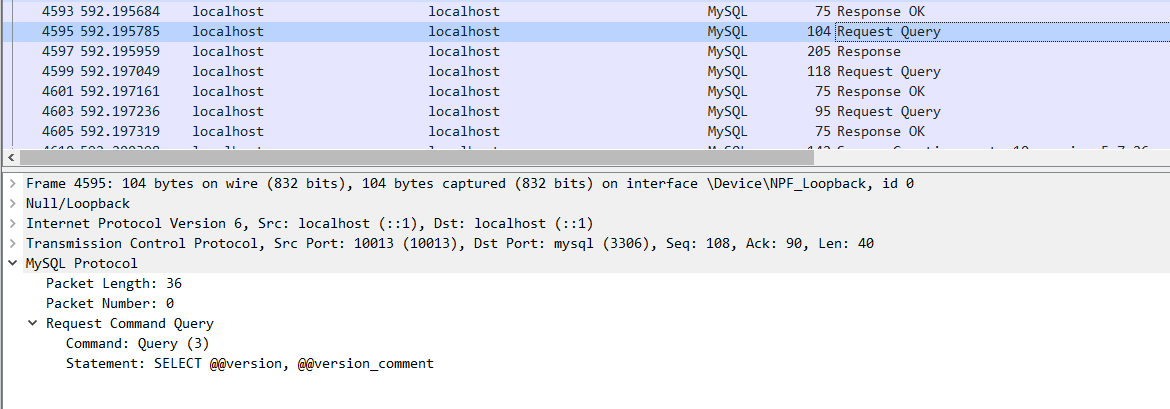 4593 592.195684 localhost localhost MySQL 75 Response OK
4595 592.195785 localhost localhost MySQL 104 Request Query
4597 592.195959 localhost localhost MySQL 205 Response
4599 592.197049 localhost localhost MySQL 118 Request Query
4601 592.197161 localhost localhost MySQL 75 Response OK
4603 592.197236 localhost localhost MySQL 95 Request Query
4605 592.197319 localhost localhost MySQL 75 Response OK
Frame 4595: 104 bytes on wire (832 bits), 104 bytes captured (832 bits) on interface \Device\NPF_Loopback, id 0
Null/Loopback
Internet Protocol Version 6, Src: localhost (::1), Dst: localhost (::1)
Transmission Control Protocol, Src Port: 10013 (10013), Dst Port: mysql (3306), Seq: 108, Ack: 90, Len: 40
MySQL Protocol
Packet Length: 36
Packet Number: 0
Request Command Query
Command: Query (3)
Statement: SELECT @@version, @@version_comment